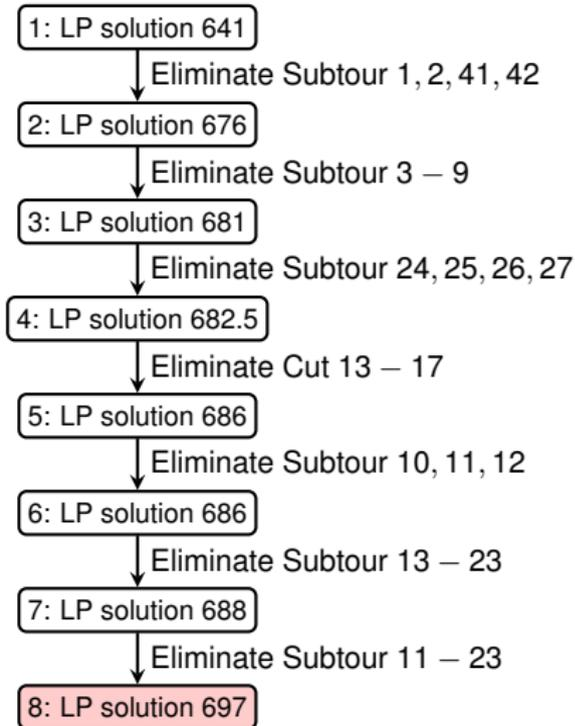 1: LP solution 641
Eliminate Subtour 1, 2, 41, 42
2: LP solution 676
Eliminate Subtour 3 − 9
3: LP solution 681
Eliminate Subtour 24, 25, 26, 27
4: LP solution 682.5
Eliminate Cut 13 − 17
5: LP solution 686
Eliminate Subtour 10, 11, 12
6: LP solution 686
Eliminate Subtour 13 − 23
7: LP solution 688
Eliminate Subtour 11 − 23
8: LP solution 697